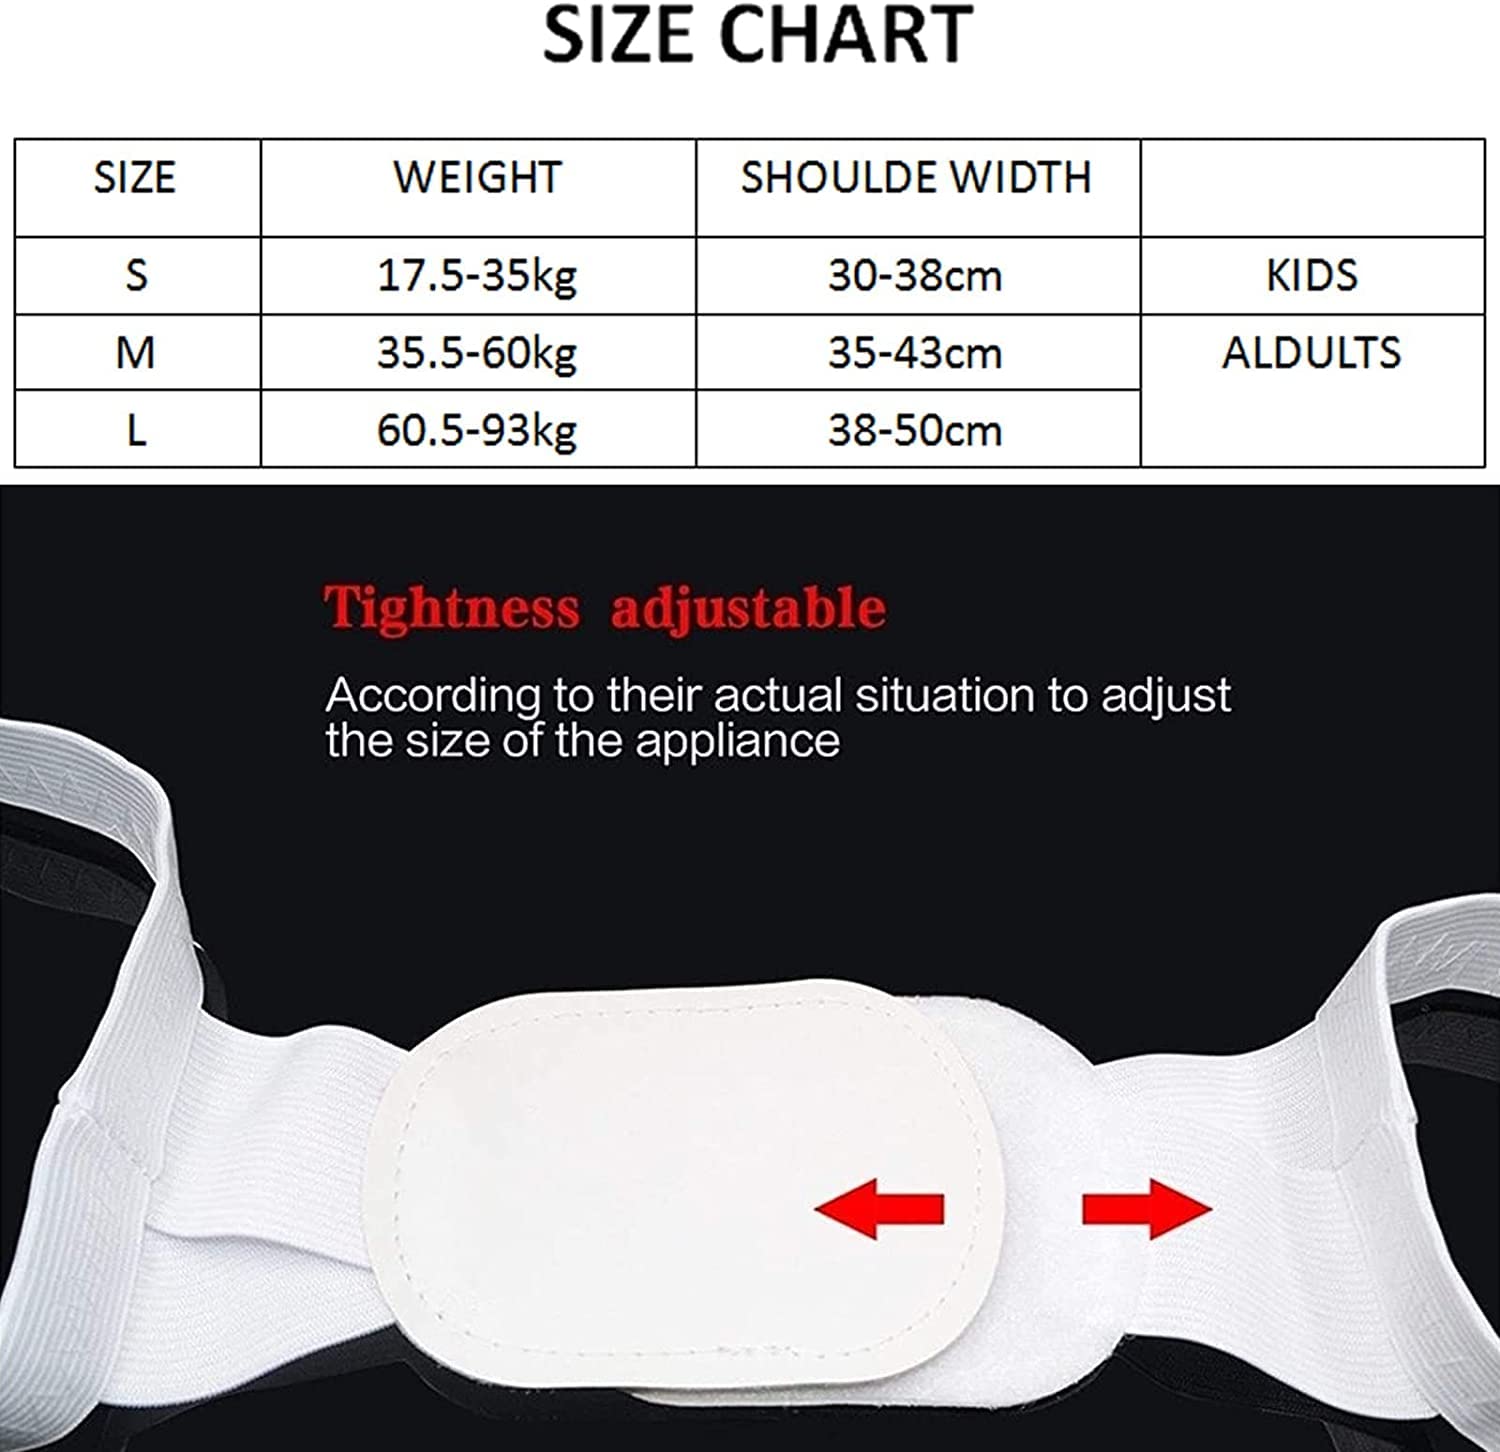 SIZE CHART
SIZE WEIGHT SHOULDE WIDTH
S 17.5-35kg 30-38cm KIDS
M 35.5-60kg 35-43cm ALDULTS
L 60.5-93kg 38-50cm
Tightness adjustable
According to their actual situation to adjust
the size of the appliance